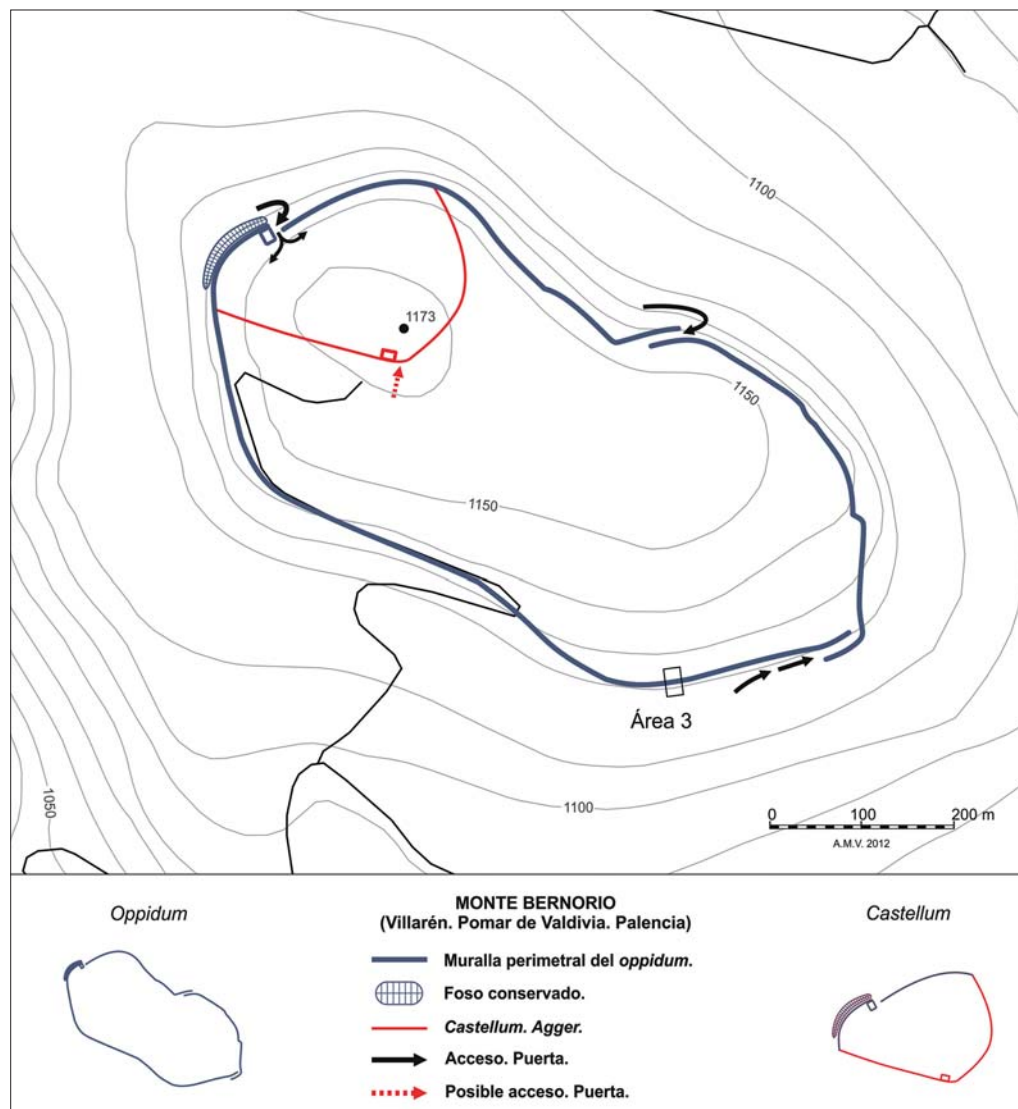 1100
1173
1150
1150
Área 3
1050
1100
0 100 200 m
A.M.V. 2012
Oppidum
MONTE BERNORIO
(Villarén. Pomar de Valdivia. Palencia)
Castellum
Muralla perimetral del oppidum.
Foso conservado.
Castellum. Agger.
Acceso. Puerta.
Posible acceso. Puerta.